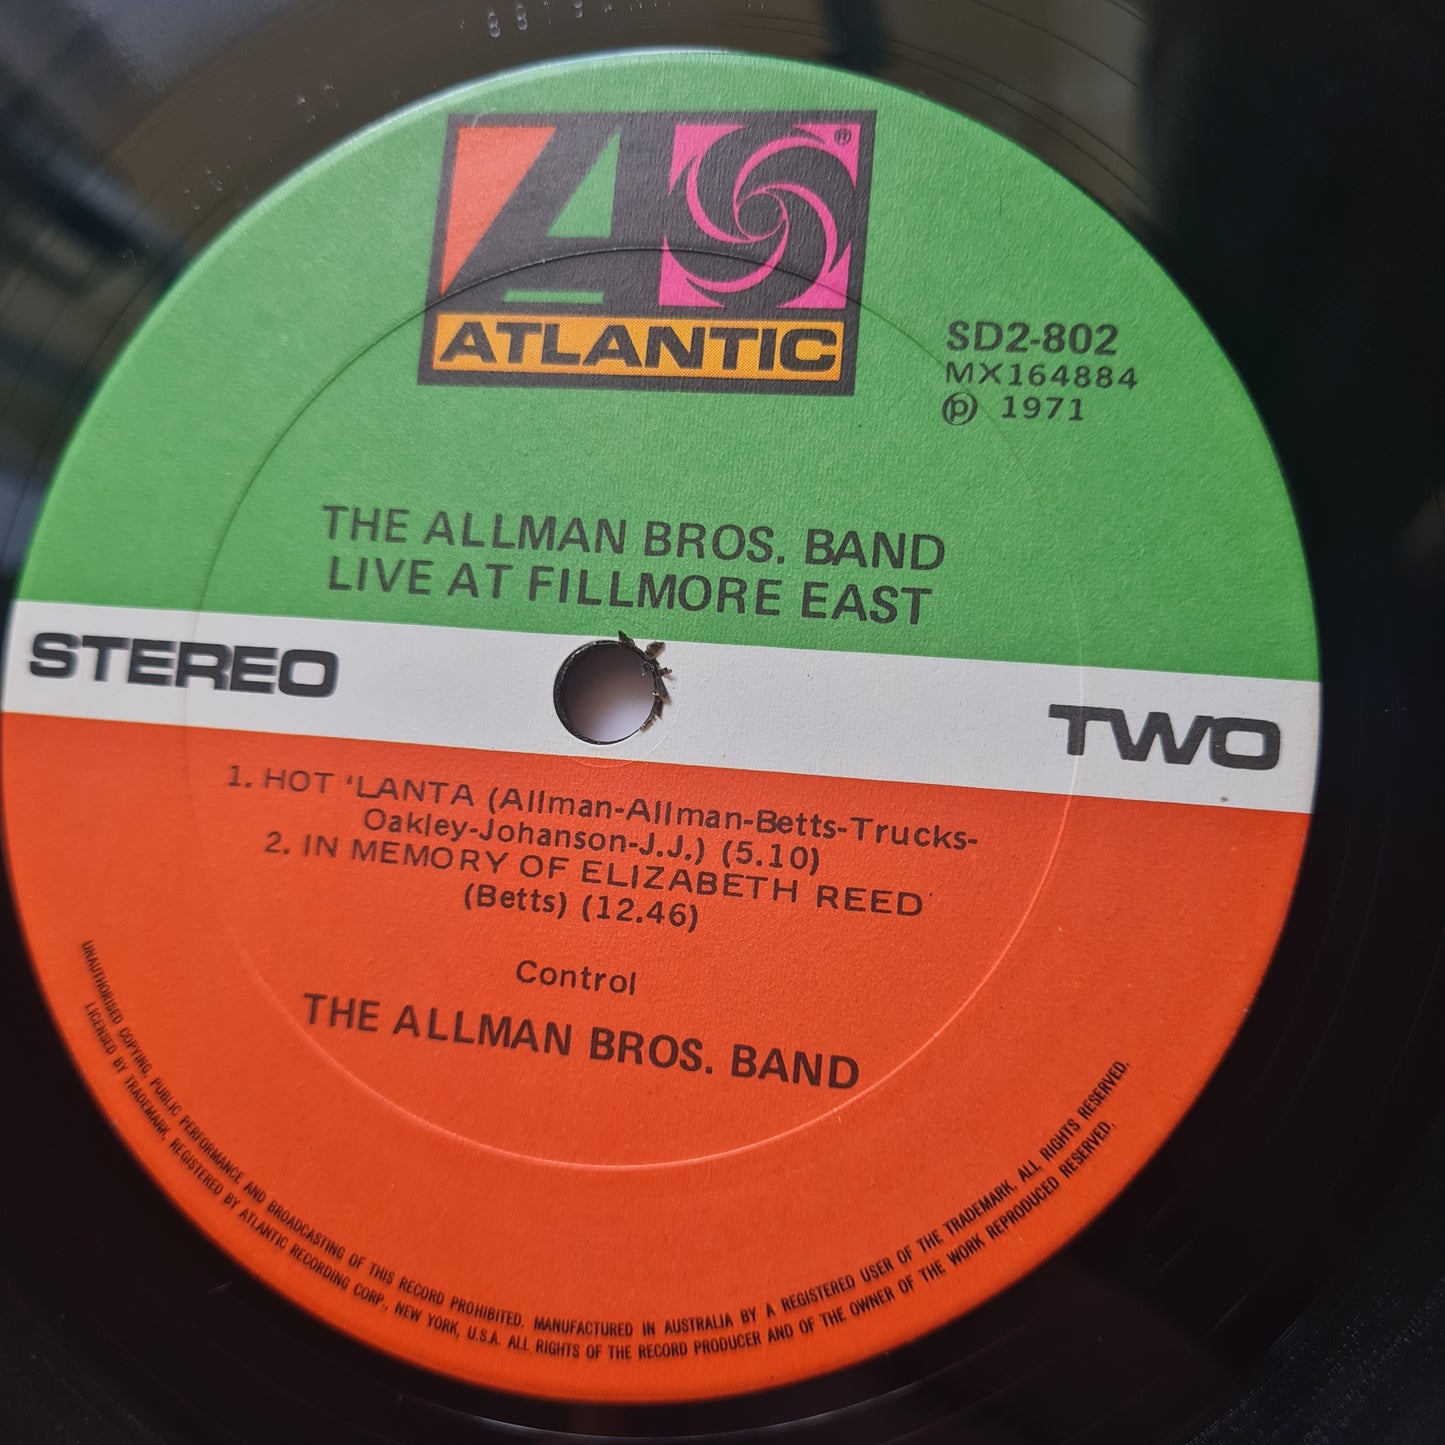 ATLANTIC
®
SD2-802
MX164884
℗ 1971
THE ALLMAN BROS. BAND
LIVE AT FILLMORE EAST
STEREO
TWO
1. HOT 'LANTA (Allman-Allman-Betts-Trucks-
Oakley-Johanson-J.J.) (5.10)
2. IN MEMORY OF ELIZABETH REED
(Betts) (12.46)
Control
THE ALLMAN BROS. BAND
UNAUTHORISED COPYING, PUBLIC PERFORMANCE AND BROADCASTING OF THIS RECORD PROHIBITED. MANUFACTURED IN AUSTRALIA BY A REGISTERED USER OF THE TRADEMARK. ALL RIGHTS RESERVED.
LICENSED BY TRADEMARK, REGISTERED BY ATLANTIC RECORDING CORP., NEW YORK, U.S.A. ALL RIGHTS OF THE RECORD PRODUCER AND OF THE OWNER OF THE WORK REPRODUCED RESERVED.